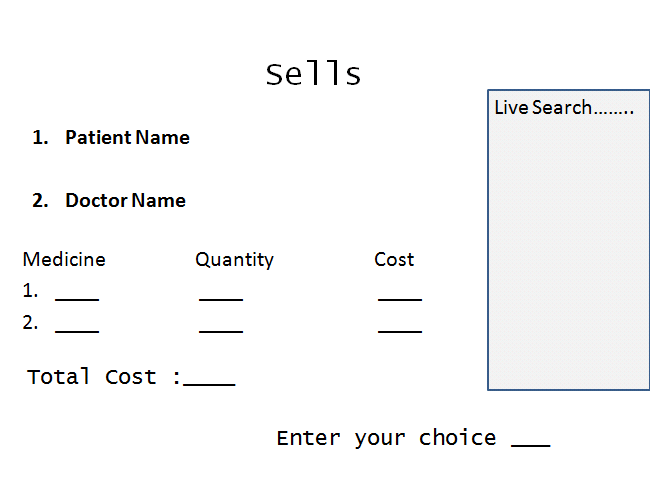 Sells
Live Search........
1. Patient Name
2. Doctor Name
Medicine Quantity Cost
1. ____ ____ ____
2. ____ ____ ____
Total Cost :____
Enter your choice ___